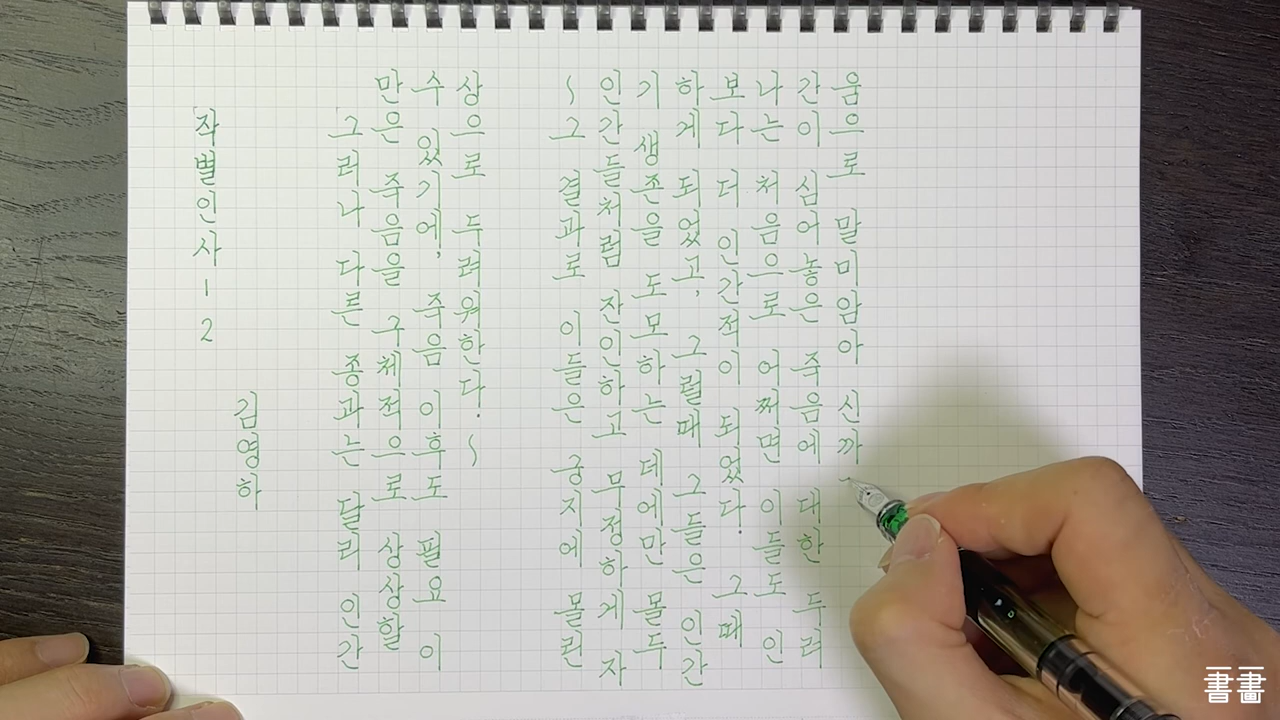 작별인사 - 2
김영하
그러나 다른 종과는 달리 인간
만은 죽음을 구체적으로 상상할
수 있기에, 죽음 이후도 필요 이
상으로 두려워한다. ~
~ 그 결과로 이들은 궁지에 몰린
인간들처럼 잔인하고 무정하게 자
기 생존을 도모하는 데에만 몰두
하게 되었고, 그럴때 그들은 인간
보다 더 인간적이 되었다. 그때
나는 처음으로 어쩌면 이들도 인
간이 심어놓은 죽음에 대한 두려
움으로 말미암아 신까
書畫